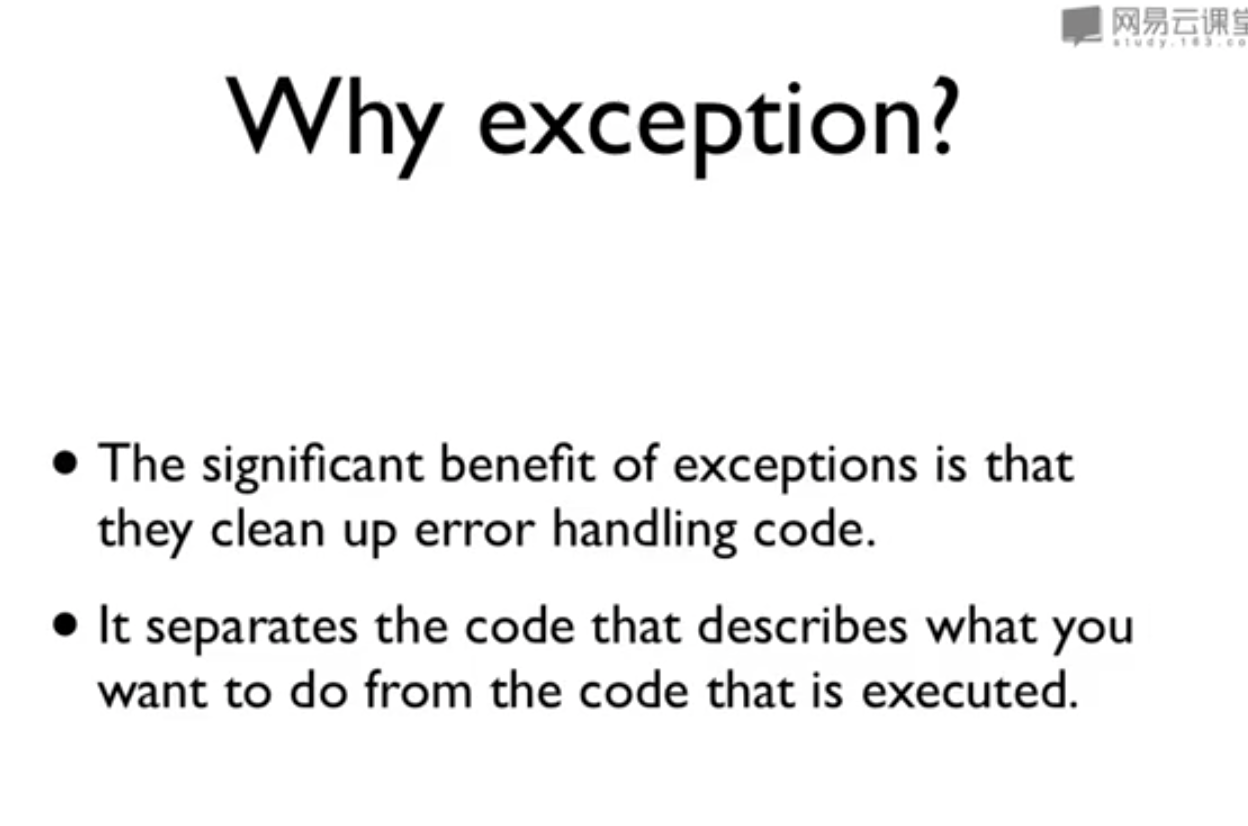 网易云课堂
study.163.co
Why exception?
• The significant benefit of exceptions is that
they clean up error handling code.
• It separates the code that describes what you
want to do from the code that is executed.